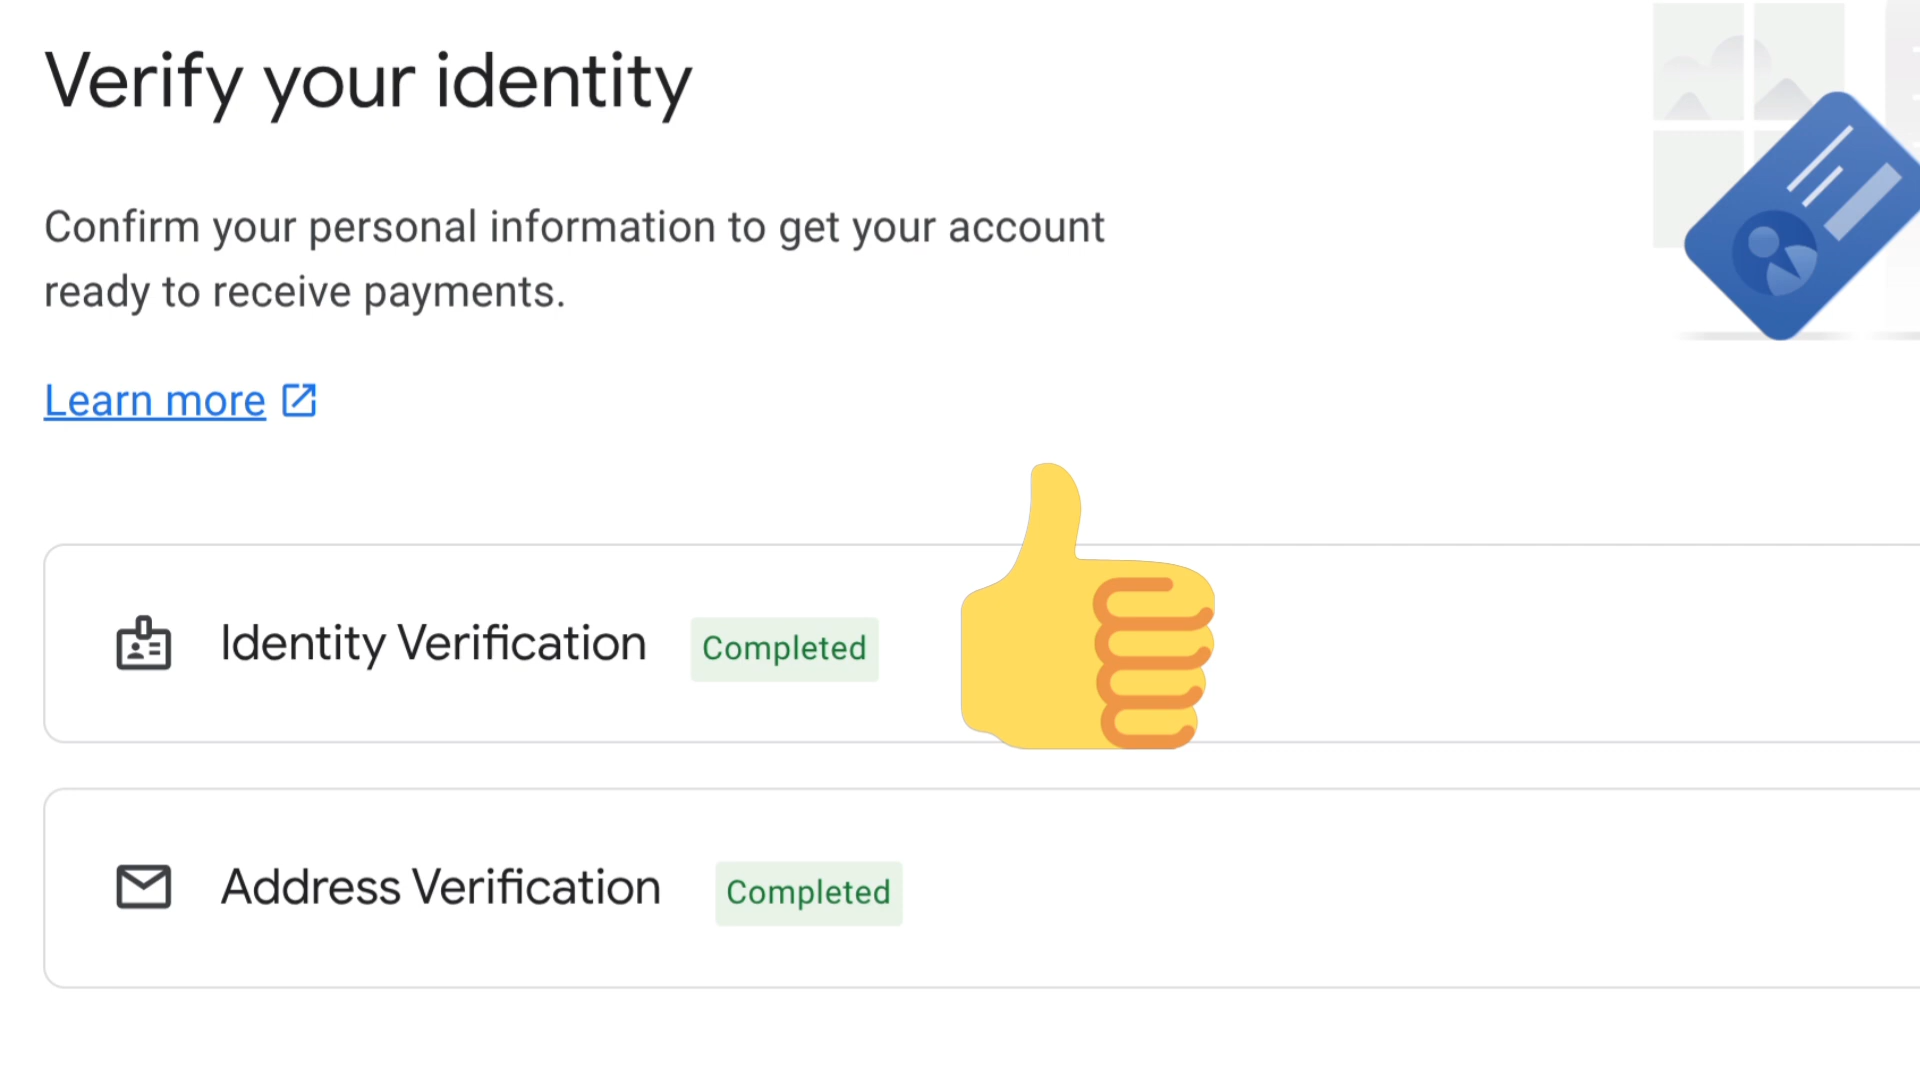 Verify your identity
Confirm your personal information to get your account
ready to receive payments.
Learn more
Identity Verification Completed
Address Verification Completed